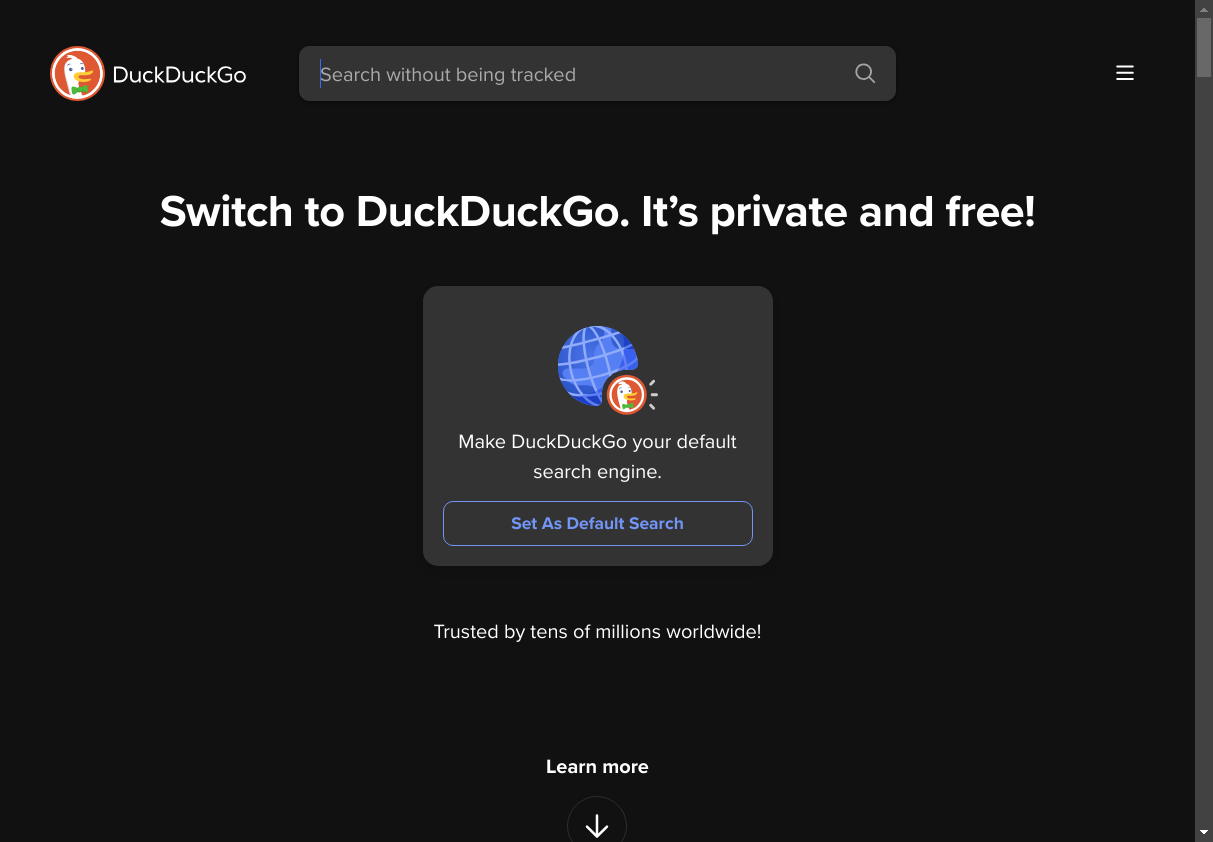 DuckDuckGo
Search without being tracked
Switch to DuckDuckGo. It’s private and free!
Make DuckDuckGo your default
search engine.
Set As Default Search
Trusted by tens of millions worldwide!
Learn more